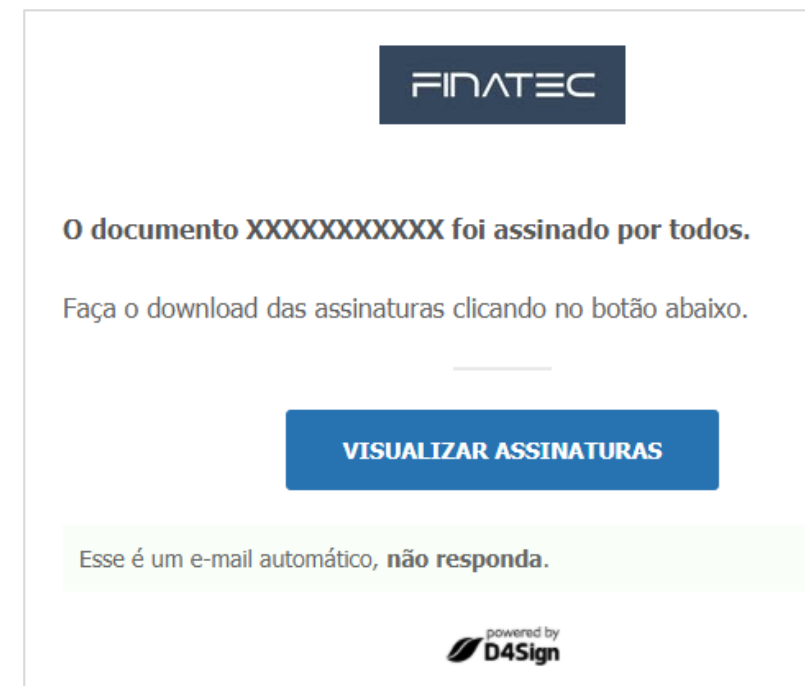 FINATEC
O documento XXXXXXXXXXX foi assinado por todos.
Faça o download das assinaturas clicando no botão abaixo.
VISUALIZAR ASSINATURAS
Esse é um e-mail automático, não responda.
powered by
D4Sign